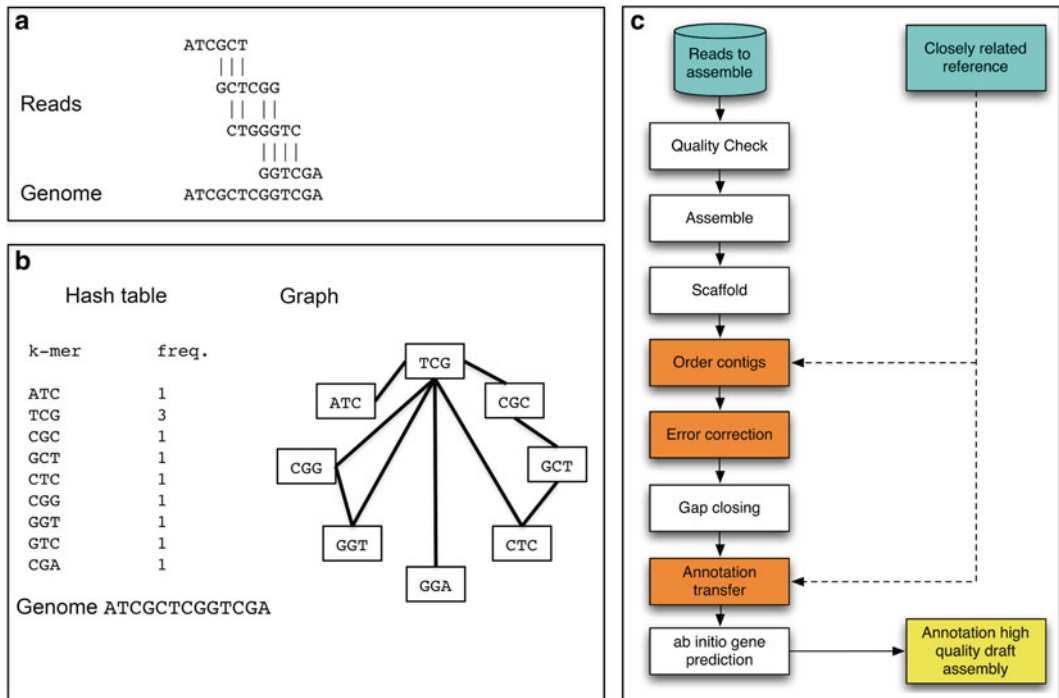 a
ATCGCT
GCTCGG
Reads
CTGGGTC
GGTCGA
Genome ATCGCTCGGTCGA
b
Hash table
Graph
k-mer freq.
ATC 1
TCG 3
CGC 1
GCT 1
CTC 1
CGG 1
GGT 1
GTC 1
CGA 1
TCG
ATC
CGC
CGG
GCT
GGT
CTC
GGA
Genome ATCGCTCGGTCGA
c
Reads to
assemble
Closely related
reference
Quality Check
Assemble
Scaffold
Order contigs
Error correction
Gap closing
Annotation
transfer
ab initio gene
prediction
Annotation high
quality draft
assembly